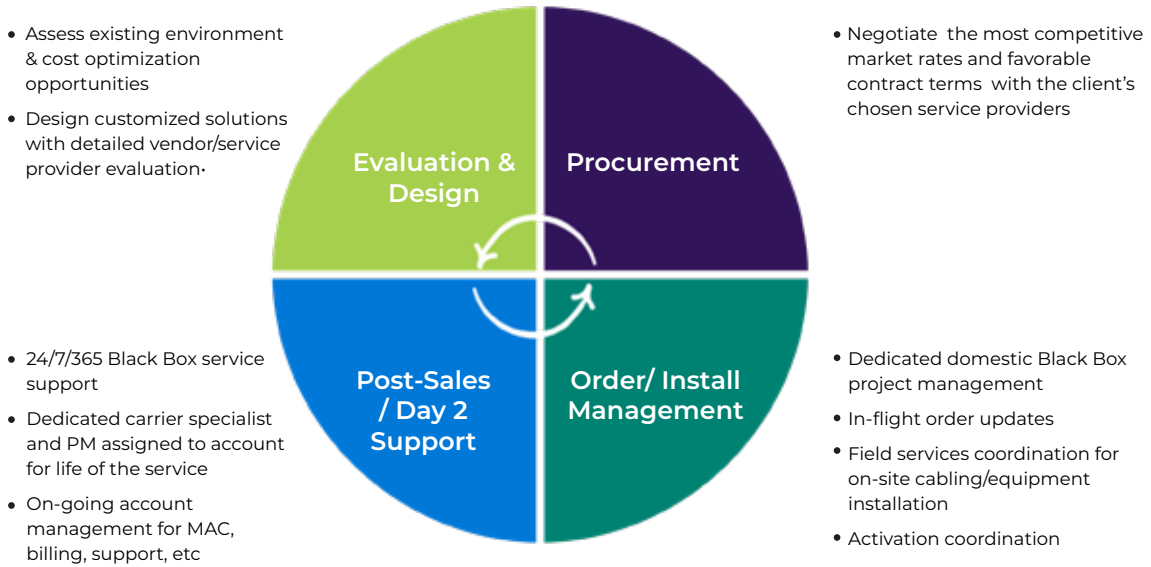 • Assess existing environment
& cost optimization
opportunities
• Design customized solutions
with detailed vendor/service
provider evaluation•
Evaluation &
Design
Procurement
• Negotiate the most competitive
market rates and favorable
contract terms with the client's
chosen service providers
• 24/7/365 Black Box service
support
• Dedicated carrier specialist
and PM assigned to account
for life of the service
• On-going account
management for MAC,
billing, support, etc
Post-Sales
/ Day 2
Support
Order/ Install
Management
• Dedicated domestic Black Box
project management
• In-flight order updates
• Field services coordination for
on-site cabling/equipment
installation
• Activation coordination